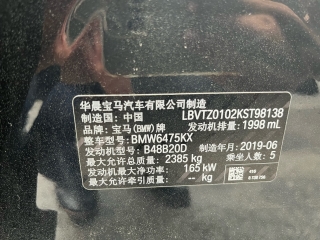 华晨宝马汽车有限公司制造
制造国：中国 LBVTZ0102KST98138
品牌：宝马(BMW)牌 发动机排量：1998 mL
整车型号：BMW6475KX
发动机型号：B48B20D 制造年月：2019-06
最大允许总质量：2385 kg 乘坐人数：5
发动机最大净功率：165 kW
最大允许牵引质量：-- kg